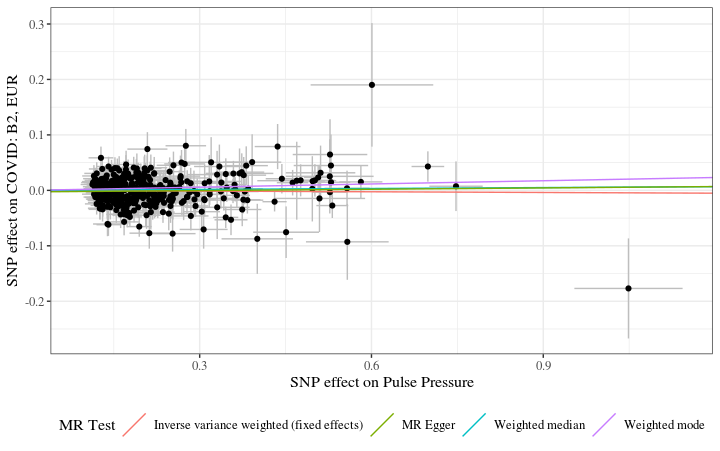 0.3
0.2
0.1
0.0
-0.1
-0.2
SNP effect on COVID: B2, EUR
0.3 0.6 0.9
SNP effect on Pulse Pressure
MR Test Inverse variance weighted (fixed effects) MR Egger Weighted median Weighted mode